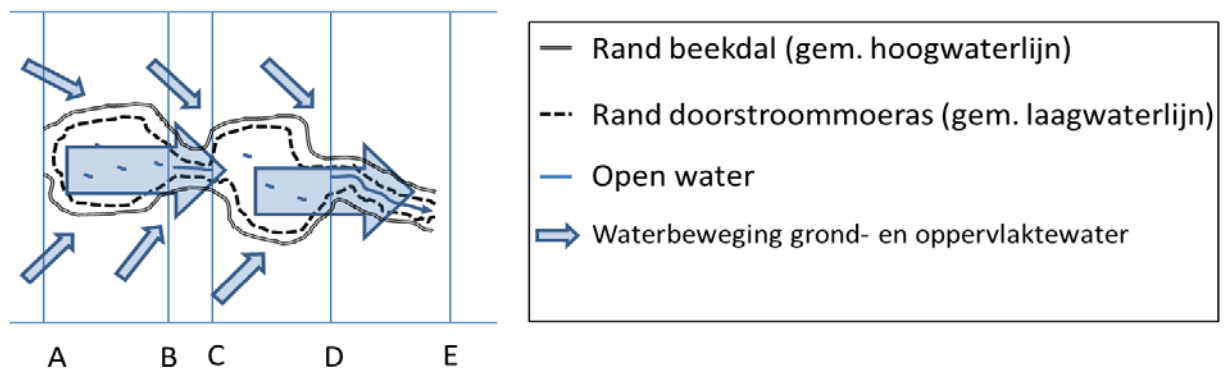 Rand beekdal (gem. hoogwaterlijn)
Rand doorstroommoeras (gem. laagwaterlijn)
Open water
Waterbeweging grond- en oppervlaktewater
A B C D E